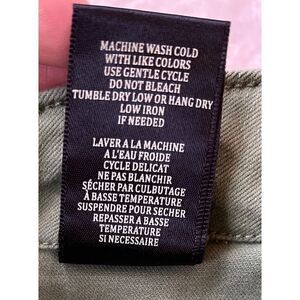 MACHINE WASH COLD
WITH LIKE COLORS
USE GENTLE CYCLE
DO NOT BLEACH
TUMBLE DRY LOW OR HANG DRY
LOW IRON
IF NEEDED
LAVER A LA MACHINE
A L'EAU FROIDE
CYCLE DELICAT
NE PAS BLANCHIR
SÉCHER PAR CULBUTAGE
À BASSE TEMPERATURE
SUSPENDRE POUR SÉCHER
REPASSER A BASSE
TEMPERATURE
SI NECESSAIRE